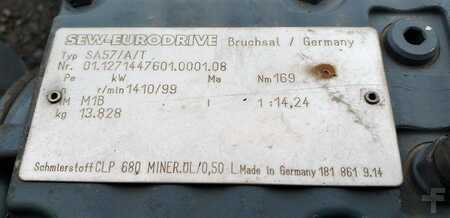 SEW-EURODRIVE Bruchsal / Germany
Typ SA57/A/T
Nr. 01.1271447601.0001.08
Pe kW Ma Nm 169
r/min 1410/99
M M1B i 1 :14,24
kg 13.828
Schmierstoff CLP 680 MINER.ÖL/0,50 L Made in Germany 181 861 9.14